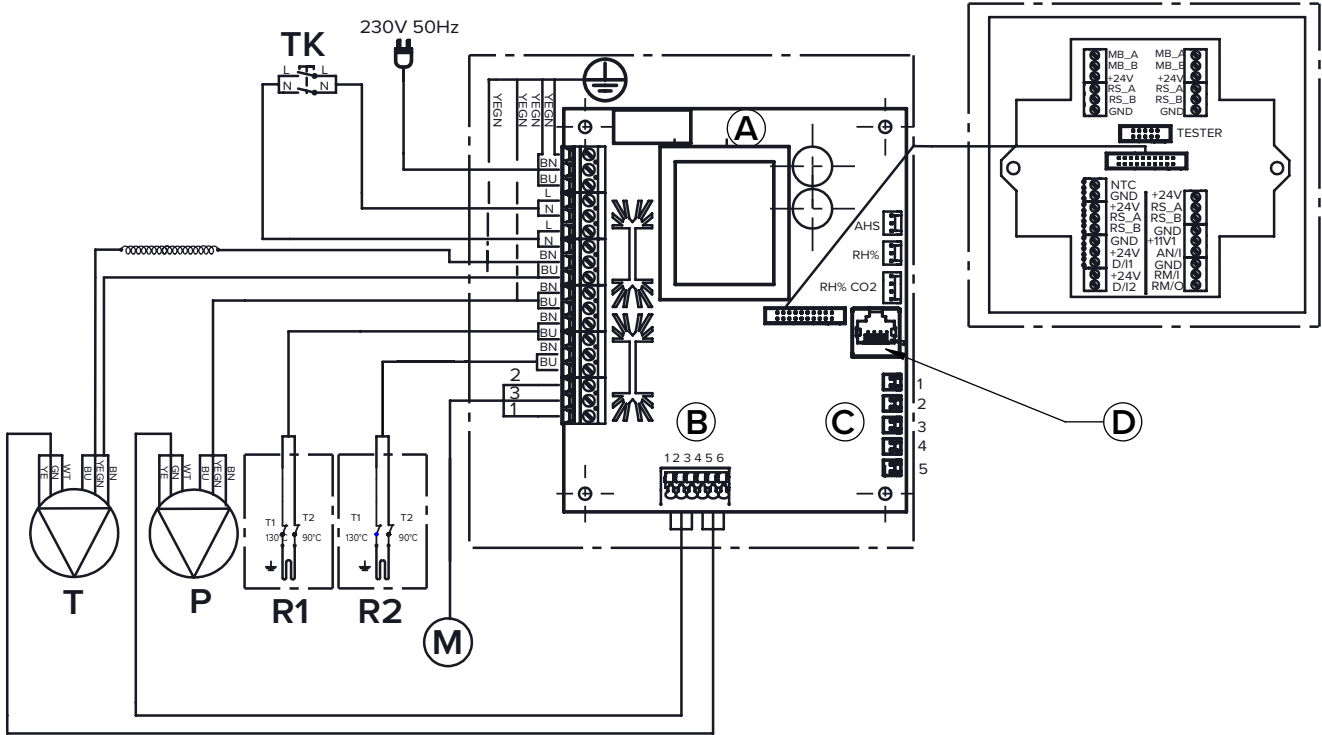 230V 50Hz
TK
L L
N N
YEGN
YEGN
YEGN
YEGN
A
BN
BU
L
N
L
N
BN
BU
BN
BU
BN
BU
BN
BU
2
3
1
AHS
RH%
RH% CO2
B
C
D
1 2 3 4 5 6
1
2
3
4
5
MB_A MB_A
MB_B MB_B
+24V +24V
RS_A RS_A
RS_B RS_B
GND GND
TESTER
NTC
GND +24V
+24V RS_A
RS_A RS_B
RS_B GND
GND +11V1
+24V AN/I
D/I1 GND
+24V RM/I
D/I2 RM/O
YE GN WT BU YEGN BN
YE GN WT BU YEGN BN
T1 T2
130°C 90°C
T1 T2
130°C 90°C
T
P
R1
R2
M